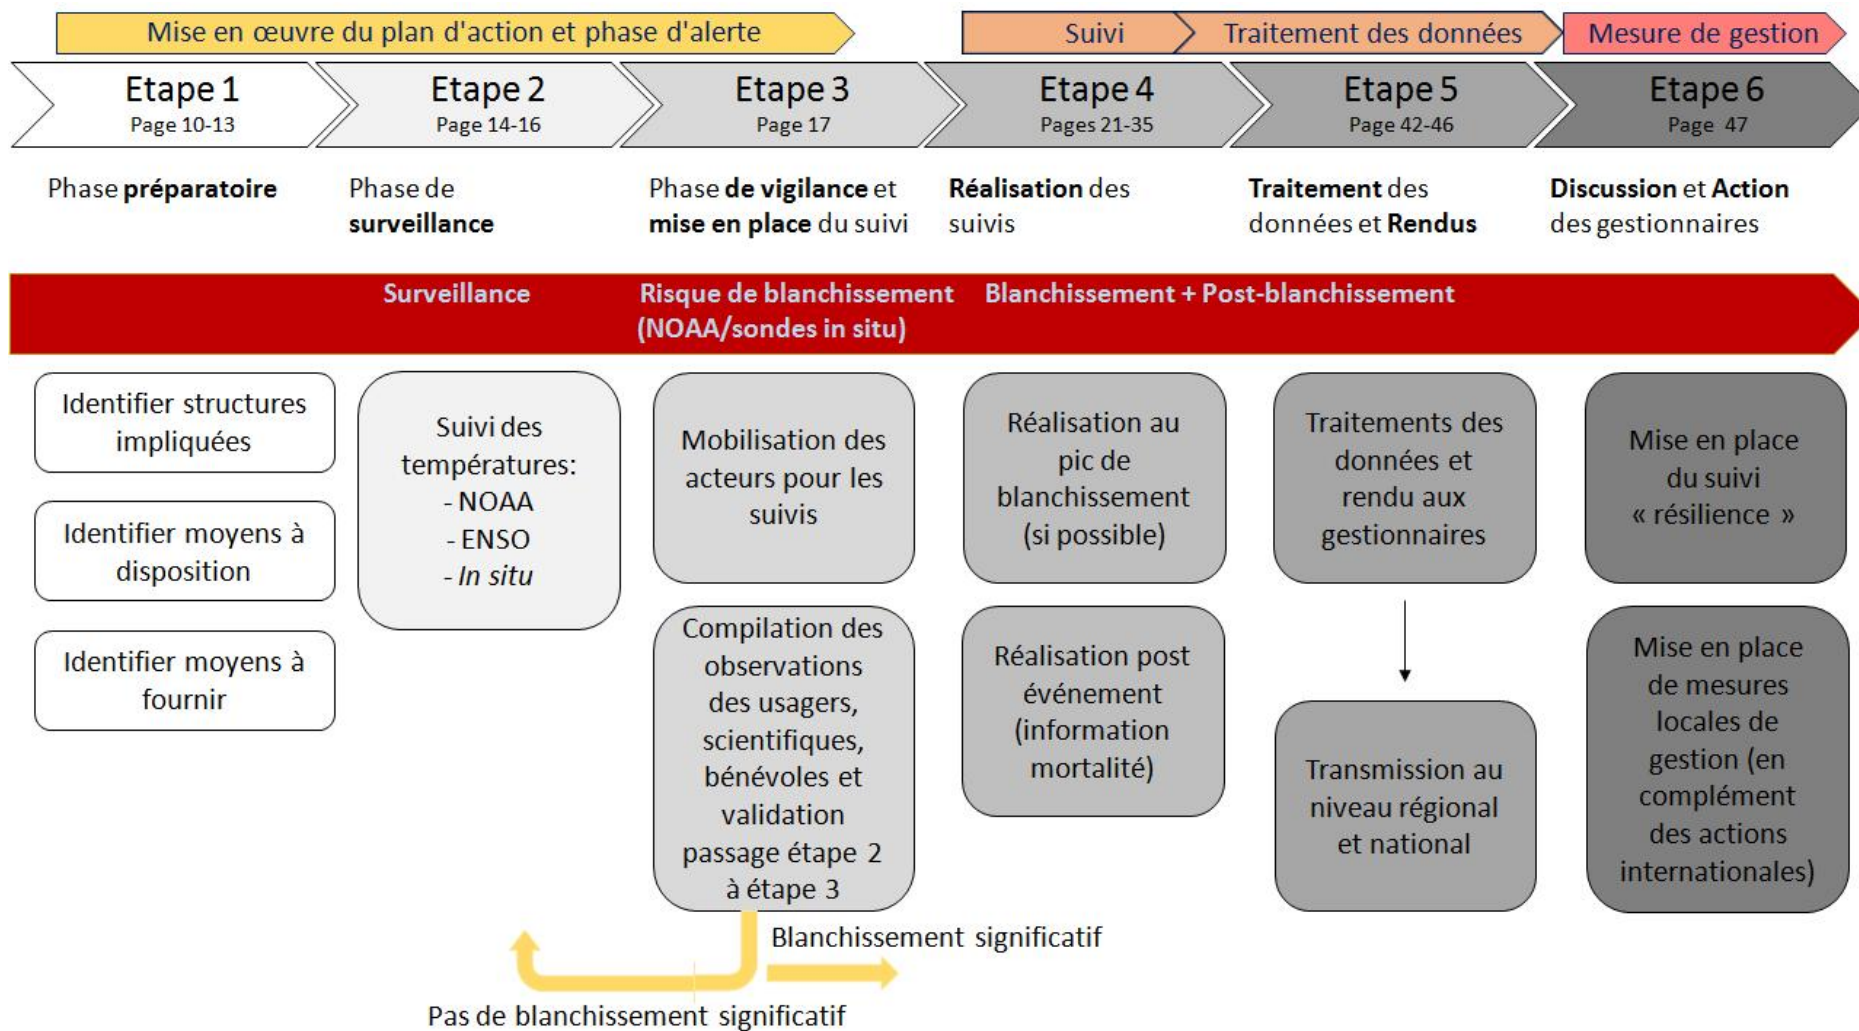 Mise en œuvre du plan d'action et phase d'alerte
Suivi
Traitement des données
Mesure de gestion
Etape 1
Page 10-13
Etape 2
Page 14-16
Etape 3
Page 17
Etape 4
Pages 21-35
Etape 5
Page 42-46
Etape 6
Page 47
Phase préparatoire
Phase de
surveillance
Phase de vigilance et
mise en place du suivi
Réalisation des
suivis
Traitement des
données et Rendus
Discussion et Action
des gestionnaires
Surveillance
Risque de blanchissement
(NOAA/sondes in situ)
Blanchissement + Post-blanchissement
Identifier structures
impliquées
Identifier moyens à
disposition
Identifier moyens à
fournir
Suivi des
températures:
- NOAA
- ENSO
- In situ
Mobilisation des
acteurs pour les
suivis
Compilation des
observations
des usagers,
scientifiques,
bénévoles et
validation
passage étape 2
à étape 3
Réalisation au
pic de
blanchissement
(si possible)
Réalisation post
événement
(information
mortalité)
Traitements des
données et
rendu aux
gestionnaires
Transmission au
niveau régional
et national
Mise en place
du suivi
« résilience »
Mise en place
de mesures
locales de
gestion (en
complément
des actions
internationales)
Blanchissement significatif
Pas de blanchissement significatif